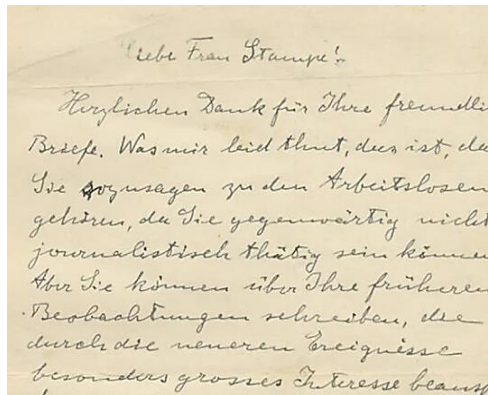 Liebe Frau Stampe!
Herzlichen Dank für Ihre freundli
Briefe. Was mir leid thut, das ist, da
Sie sozusagen zu den Arbeitslosen
gehören, da Sie gegenwärtig nicht
journalistisch thätig sein können
Aber Sie können über Ihre früheren
Beobachtungen schreiben, die
durch die neueren Ereignisse
besonders grosses Interesse beansp